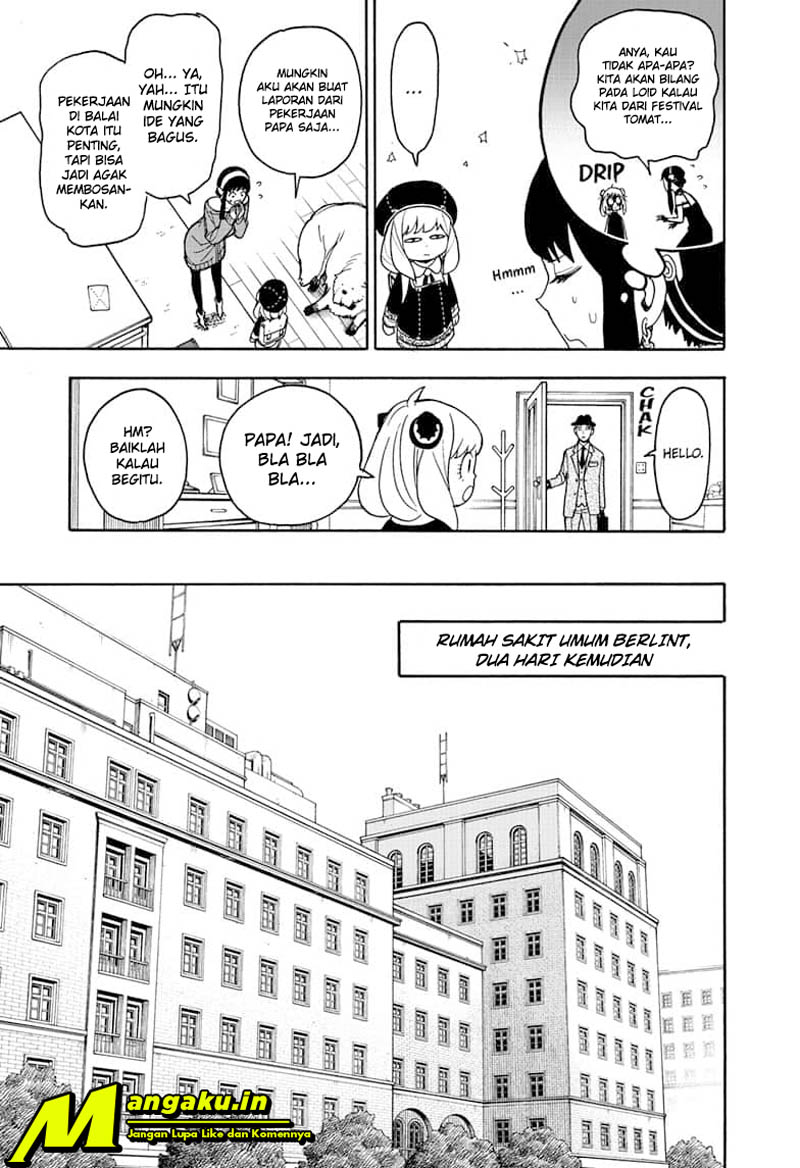 ANYA, KAU
TIDAK APA-APA?
KITA AKAN BILANG
PADA LOID KALAU
KITA DARI FESTIVAL
TOMAT...
DRIP
Hmmm
...
...
MUNGKIN
AKU AKAN BUAT
LAPORAN DARI
PEKERJAAN
PAPA SAJA...
OH... YA,
YAH... ITU
MUNGKIN
IDE YANG
BAGUS.
PEKERJAAN
DI BALAI
KOTA ITU
PENTING,
TAPI BISA
JADI AGAK
MEMBOSAN-
KAN.
CHAK
HELLO.
PAPA! JADI,
BLA BLA
BLA...
HM?
BAIKLAH
KALAU
BEGITU.
RUMAH SAKIT UMUM BERLINT,
DUA HARI KEMUDIAN
Mangaku.in
Jangan Lupa Like dan Komennya